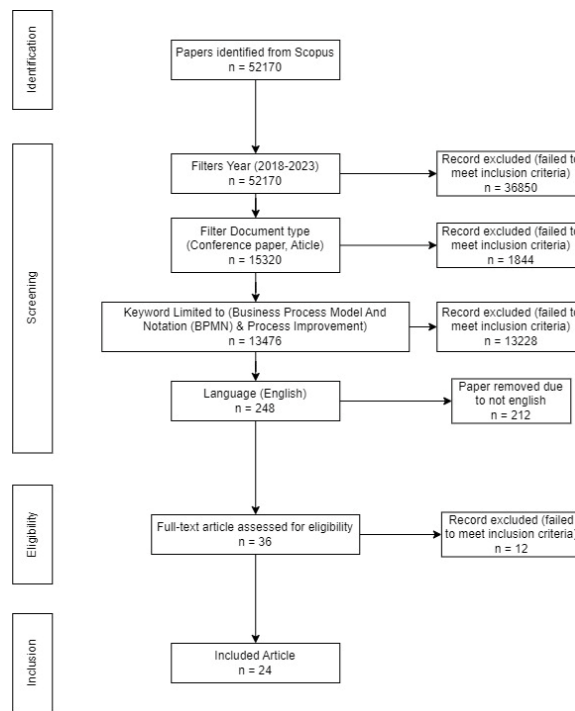 Identification
Papers identified from Scopus
n = 52170
Screening
Filters Year (2018-2023)
n = 52170
Record excluded (failed to
meet inclusion criteria)
n = 36850
Filter Document type
(Conference paper, Aticle)
n = 15320
Record excluded (failed to
meet inclusion criteria)
n = 1844
Keyword Limited to (Business Process Model And
Notation (BPMN) & Process Improvement)
n = 13476
Record excluded (failed to
meet inclusion criteria)
n = 13228
Language (English)
n = 248
Paper removed due
to not english
n = 212
Eligibility
Full-text article assessed for eligibility
n = 36
Record excluded (failed
to meet inclusion criteria)
n = 12
Inclusion
Included Article
n = 24